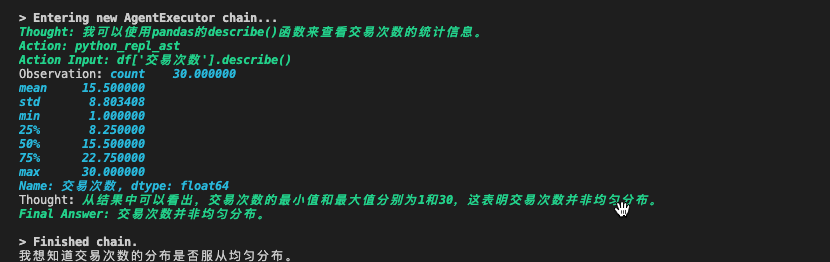 > Entering new AgentExecutor chain...
Thought: 我可以使用pandas的describe()函数来查看交易次数的统计信息。
Action: python_repl_ast
Action Input: df['交易次数'].describe()
Observation: count    30.000000
mean     15.500000
std       8.803408
min       1.000000
25%       8.250000
50%      15.500000
75%      22.750000
max      30.000000
Name: 交易次数, dtype: float64
Thought: 从结果中可以看出，交易次数的最小值和最大值分别为1和30，这表明交易次数并非均匀分布。
Final Answer: 交易次数并非均匀分布。
> Finished chain.
我想知道交易次数的分布是否服从均匀分布。